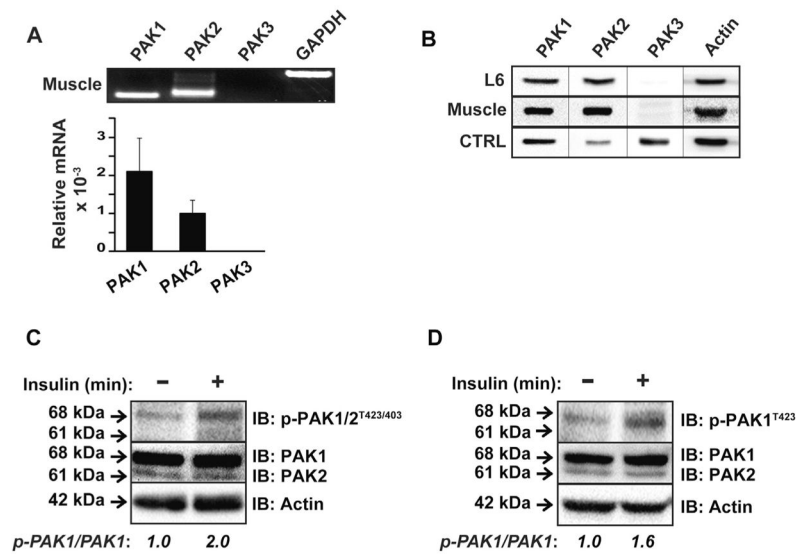 A
PAK1 PAK2 PAK3 GAPDH
Muscle
Relative mRNA
x 10-3
3
2
1
0
PAK1 PAK2 PAK3
B
PAK1 PAK2 PAK3 Actin
L6
Muscle
CTRL
C
Insulin (min): − +
68 kDa
61 kDa
IB: p-PAK1/2T423/403
68 kDa IB: PAK1
61 kDa IB: PAK2
42 kDa IB: Actin
p-PAK1/PAK1: 1.0 2.0
D
Insulin (min): − +
68 kDa
61 kDa
IB: p-PAK1T423
68 kDa IB: PAK1
61 kDa IB: PAK2
42 kDa IB: Actin
p-PAK1/PAK1: 1.0 1.6